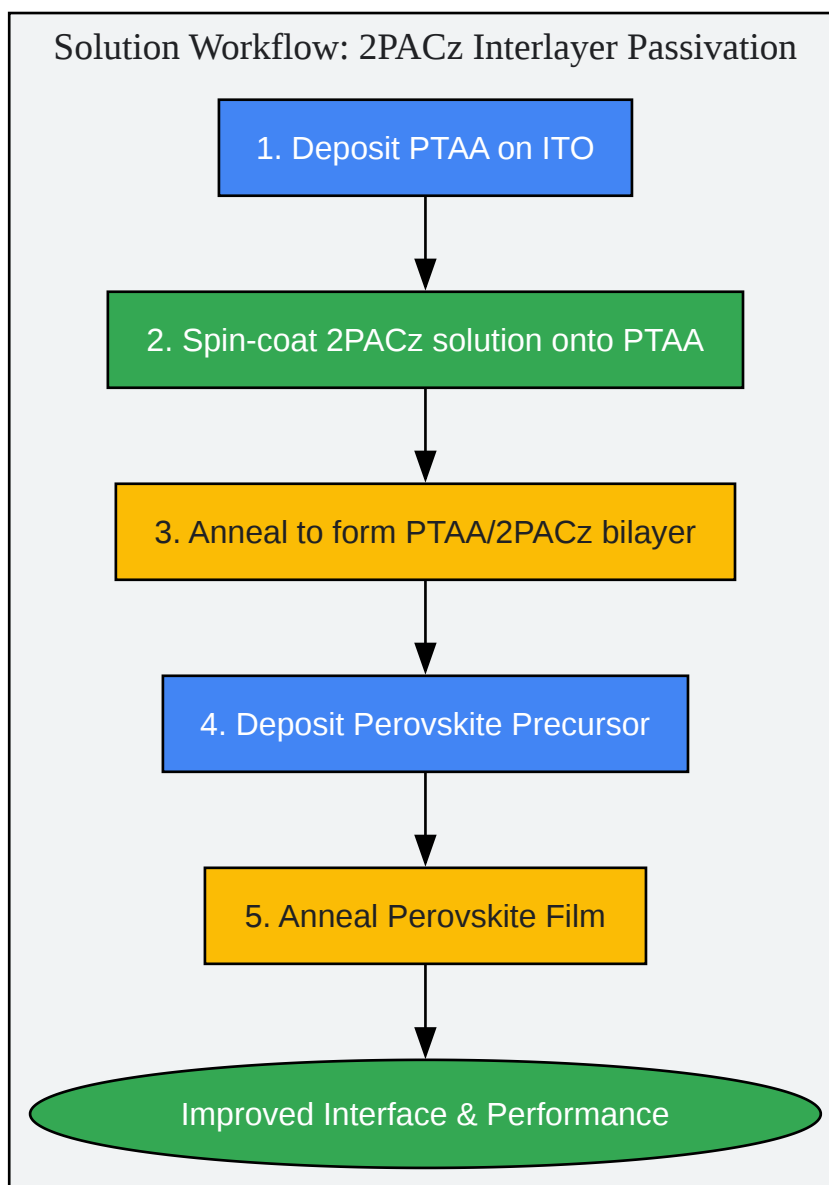 Solution Workflow: 2PACz Interlayer Passivation
1. Deposit PTAA on ITO
2. Spin-coat 2PACz solution onto PTAA
3. Anneal to form PTAA/2PACz bilayer
4. Deposit Perovskite Precursor
5. Anneal Perovskite Film
Improved Interface & Performance